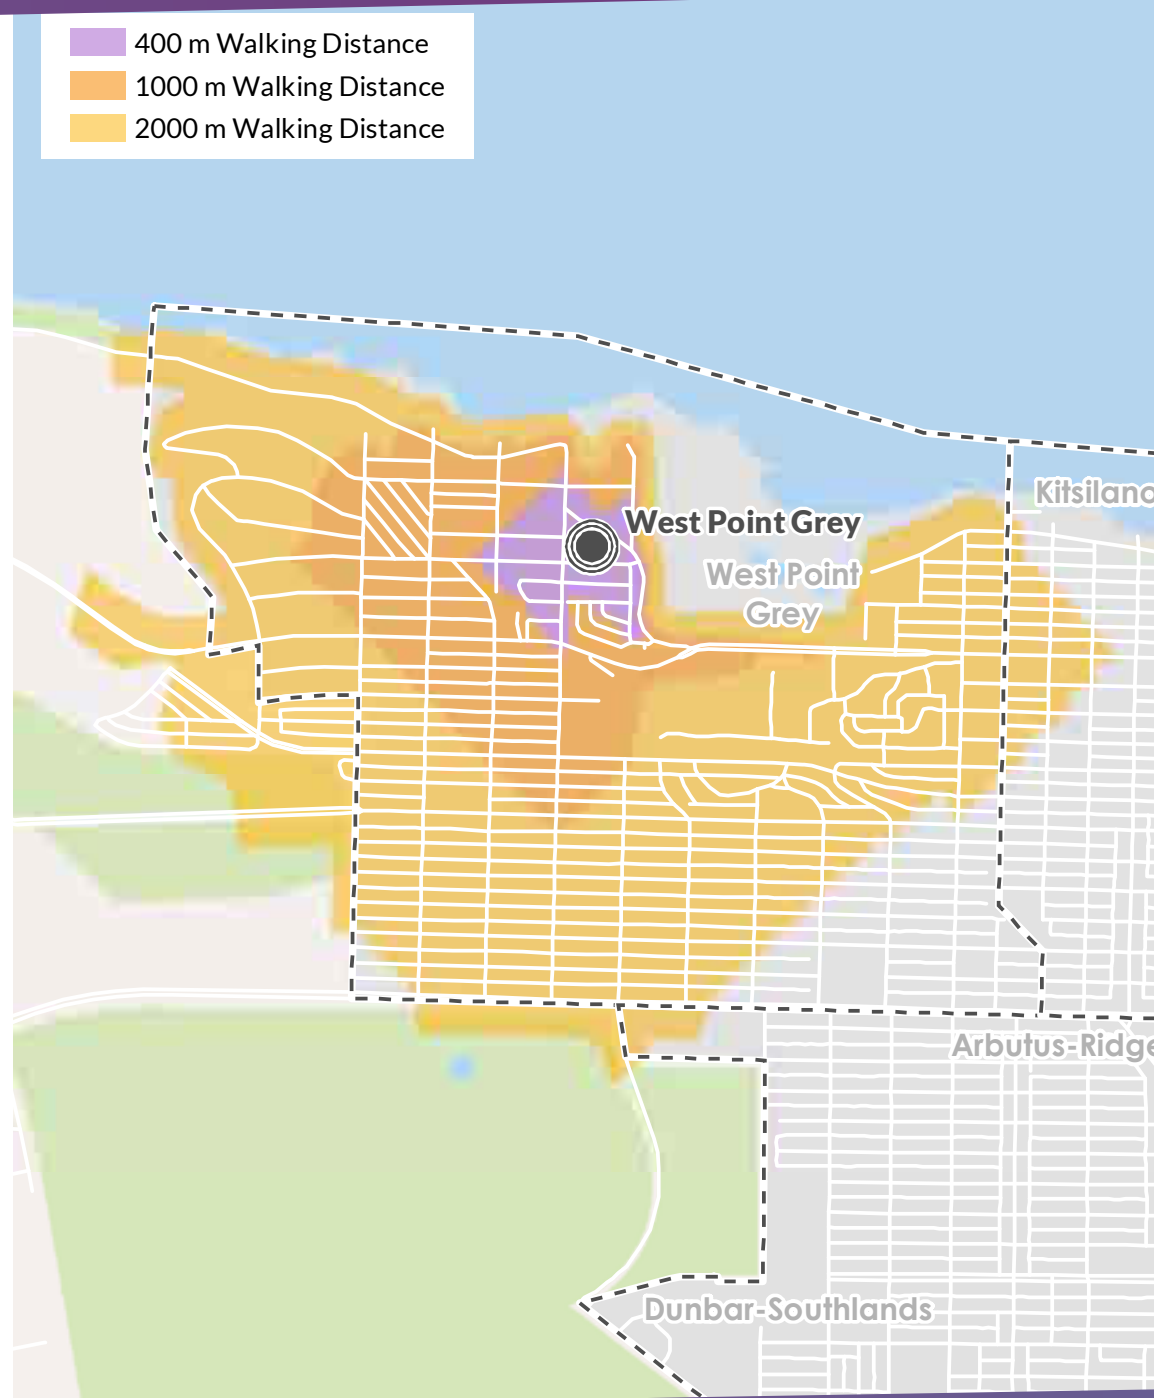 400 m Walking Distance
1000 m Walking Distance
2000 m Walking Distance
Kitsilano
West Point Grey
West Point
Grey
Arbutus-Ridge
Dunbar-Southlands